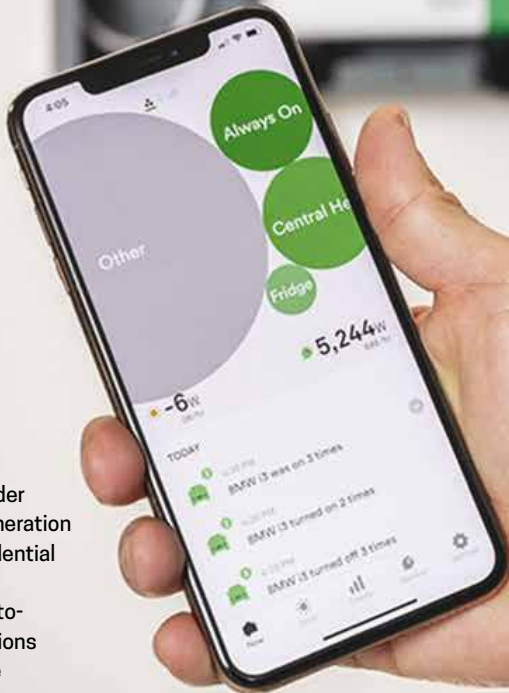 4:05
Always On
Central He
Other
Fridge
5,244w
-6w
TODAY
BMW i3 was on 3 times
BMW i3 turned on 2 times
BMW i3 turned off 3 times
Now
der
neration
dential
to-
ions
e